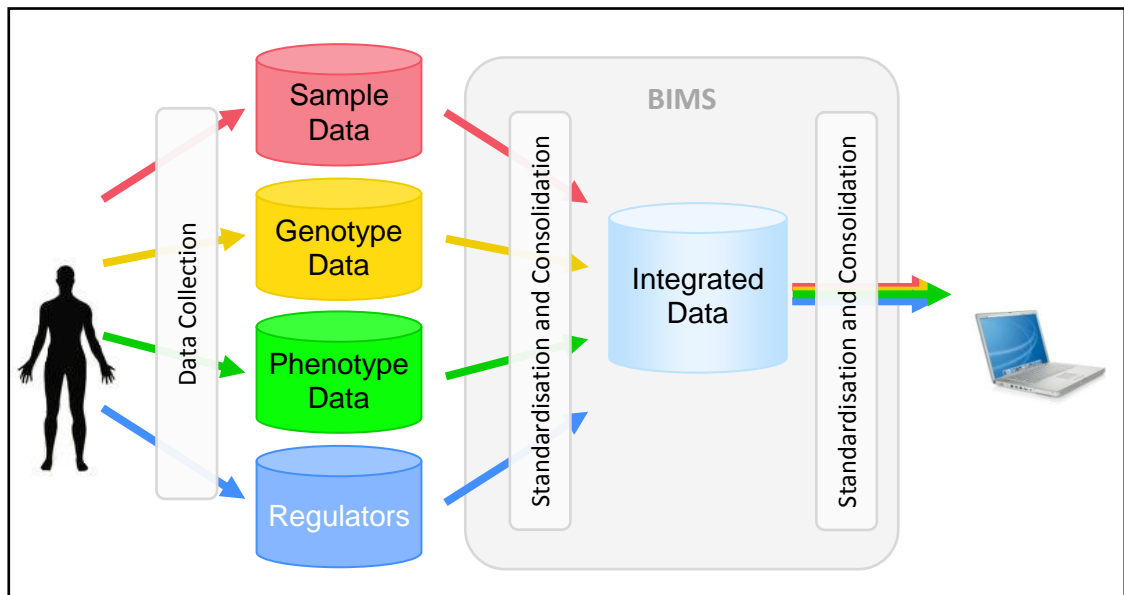 Data Collection
Sample
Data
Genotype
Data
Phenotype
Data
Regulators
BIMS
Standardisation and Consolidation
Integrated
Data
Standardisation and Consolidation